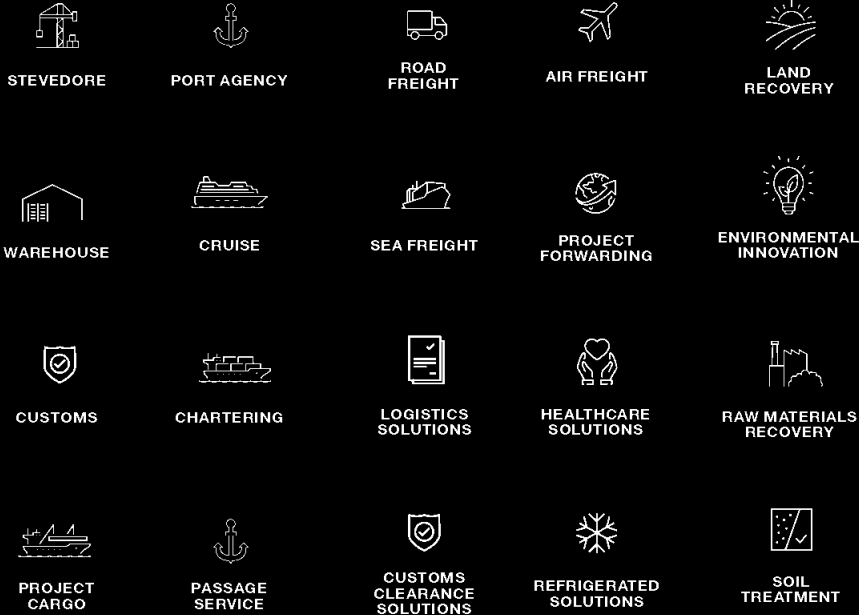 STEVEDORE
PORT AGENCY
ROAD
FREIGHT
AIR FREIGHT
LAND
RECOVERY
WAREHOUSE
CRUISE
SEA FREIGHT
PROJECT
FORWARDING
ENVIRONMENTAL
INNOVATION
CUSTOMS
CHARTERING
LOGISTICS
SOLUTIONS
HEALTHCARE
SOLUTIONS
RAW MATERIALS
RECOVERY
PROJECT
CARGO
PASSAGE
SERVICE
CUSTOMS
CLEARANCE
SOLUTIONS
REFRIGERATED
SOLUTIONS
SOIL
TREATMENT